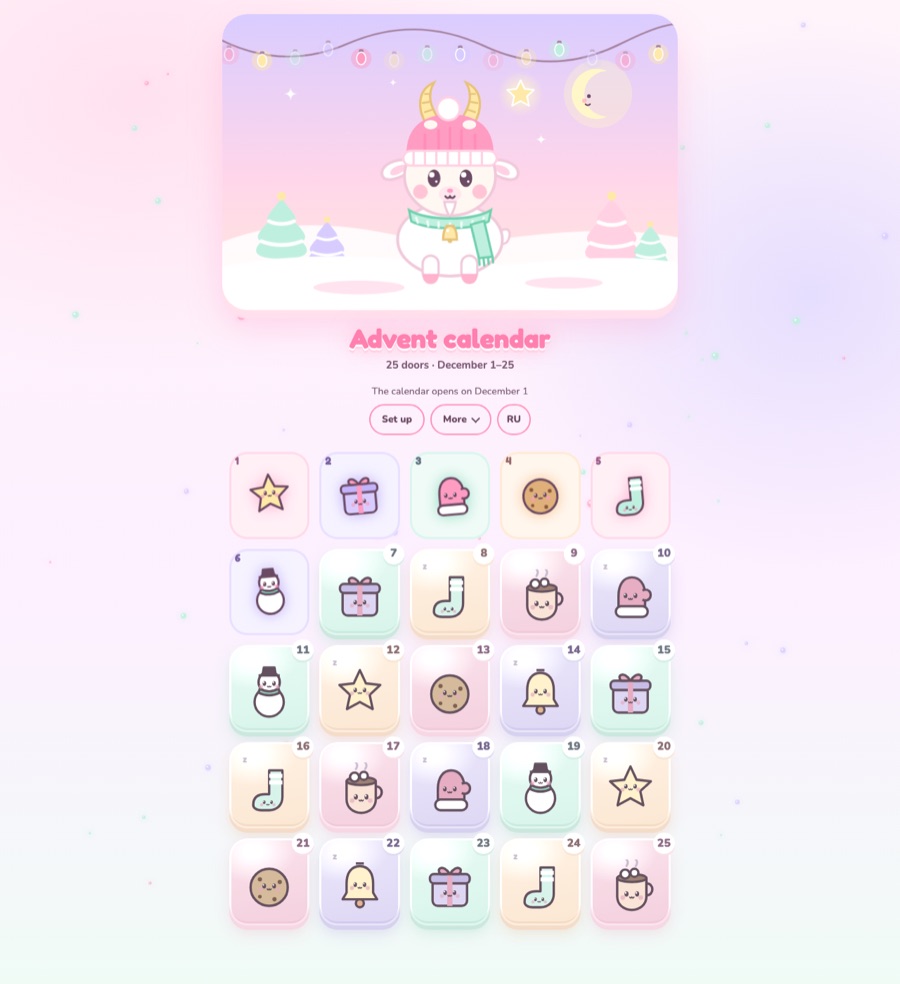 Advent calendar
25 doors · December 1–25
The calendar opens on December 1
Set up More RU
1 2 3 4 5
6 7 8 9 10
z z
11 12 13 14 15
z z
16 17 18 19 20
z z z
21 22 23 24 25
z z